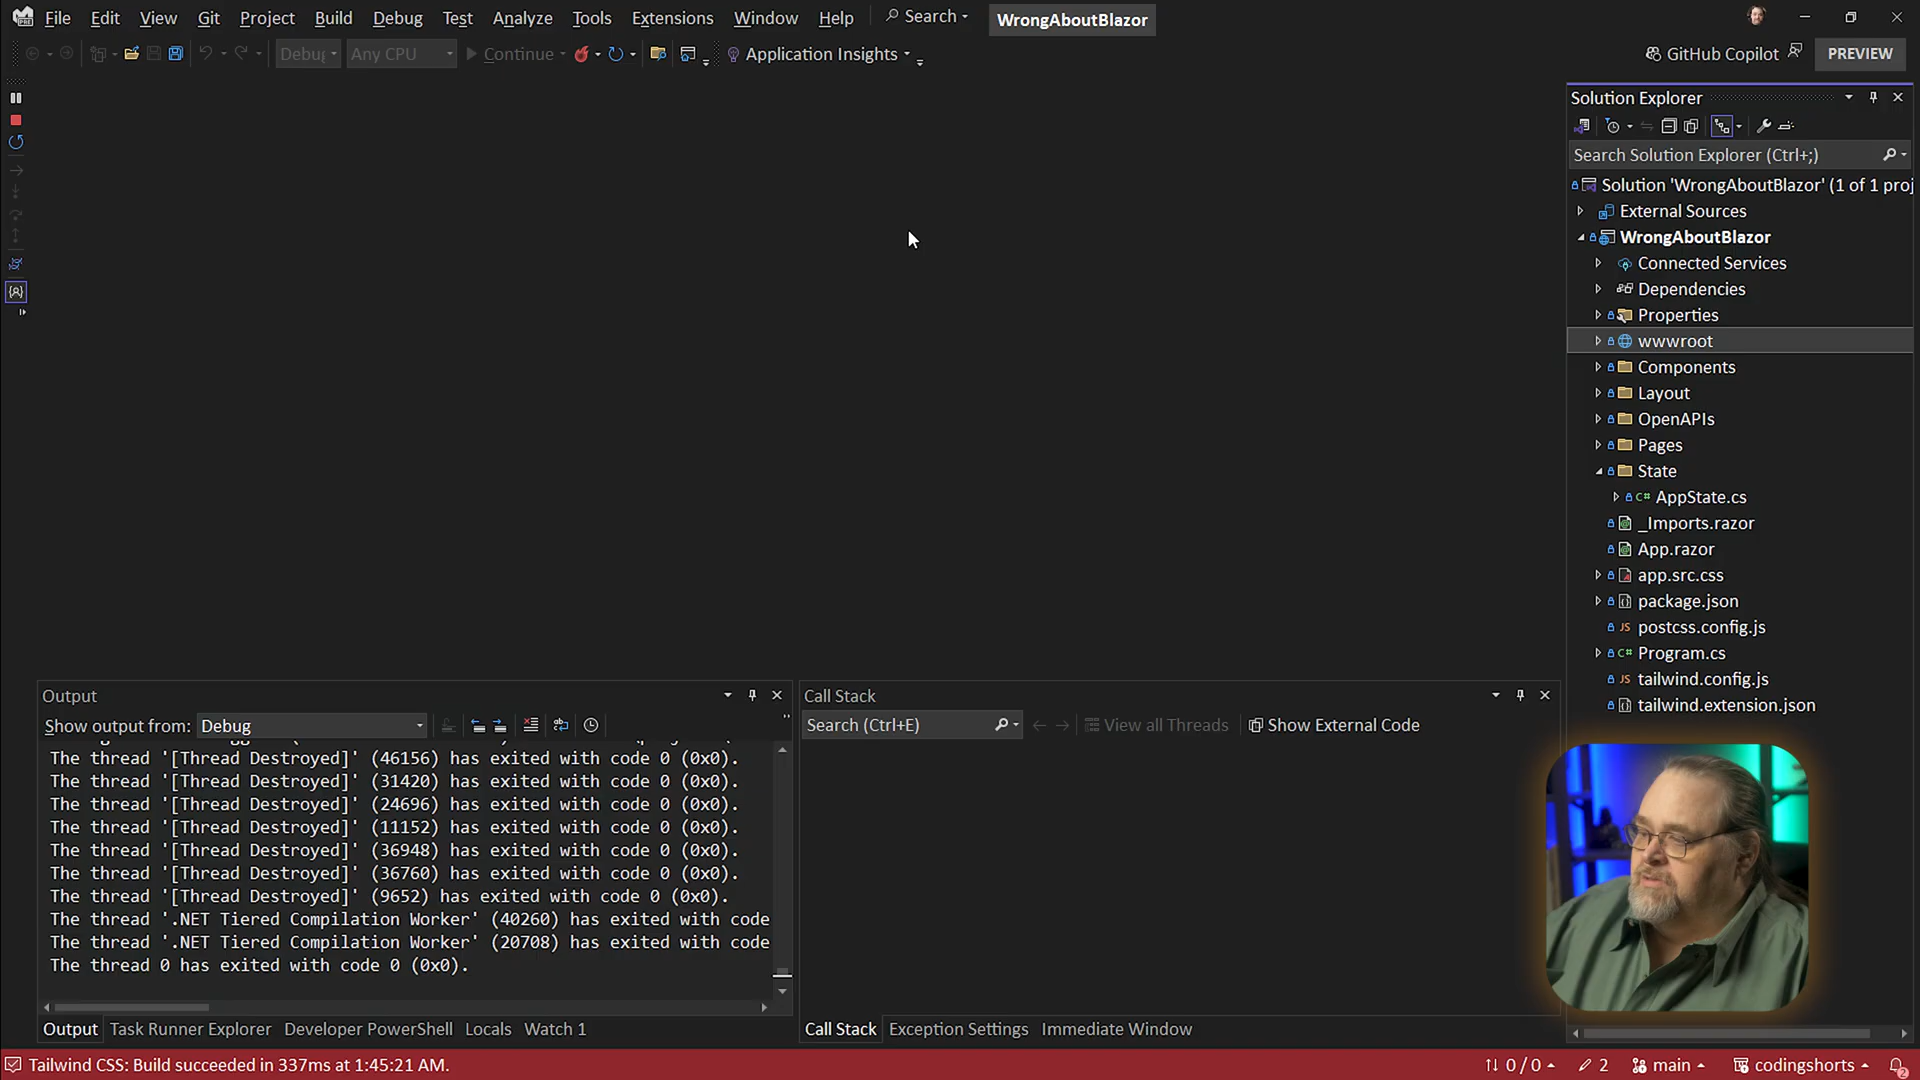 File Edit View Git Project Build Debug Test Analyze Tools Extensions Window Help Search WrongAboutBlazor
Debug Any CPU Continue Application Insights GitHub Copilot PREVIEW
Solution Explorer
Search Solution Explorer (Ctrl+;)
Solution 'WrongAboutBlazor' (1 of 1 proj
External Sources
WrongAboutBlazor
Connected Services
Dependencies
Properties
wwwroot
Components
Layout
OpenAPIs
Pages
State
C# AppState.cs
_Imports.razor
App.razor
app.src.css
package.json
JS postcss.config.js
C# Program.cs
JS tailwind.config.js
tailwind.extension.json
Output
Show output from: Debug
The thread '[Thread Destroyed]' (46156) has exited with code 0 (0x0).
The thread '[Thread Destroyed]' (31420) has exited with code 0 (0x0).
The thread '[Thread Destroyed]' (24696) has exited with code 0 (0x0).
The thread '[Thread Destroyed]' (11152) has exited with code 0 (0x0).
The thread '[Thread Destroyed]' (36948) has exited with code 0 (0x0).
The thread '[Thread Destroyed]' (36760) has exited with code 0 (0x0).
The thread '[Thread Destroyed]' (9652) has exited with code 0 (0x0).
The thread '.NET Tiered Compilation Worker' (40260) has exited with code
The thread '.NET Tiered Compilation Worker' (20708) has exited with code
The thread 0 has exited with code 0 (0x0).
Output Task Runner Explorer Developer PowerShell Locals Watch 1
Call Stack
Search (Ctrl+E) View all Threads Show External Code
Call Stack Exception Settings Immediate Window
Tailwind CSS: Build succeeded in 337ms at 1:45:21 AM. 0 / 0 2 main codingshorts 2